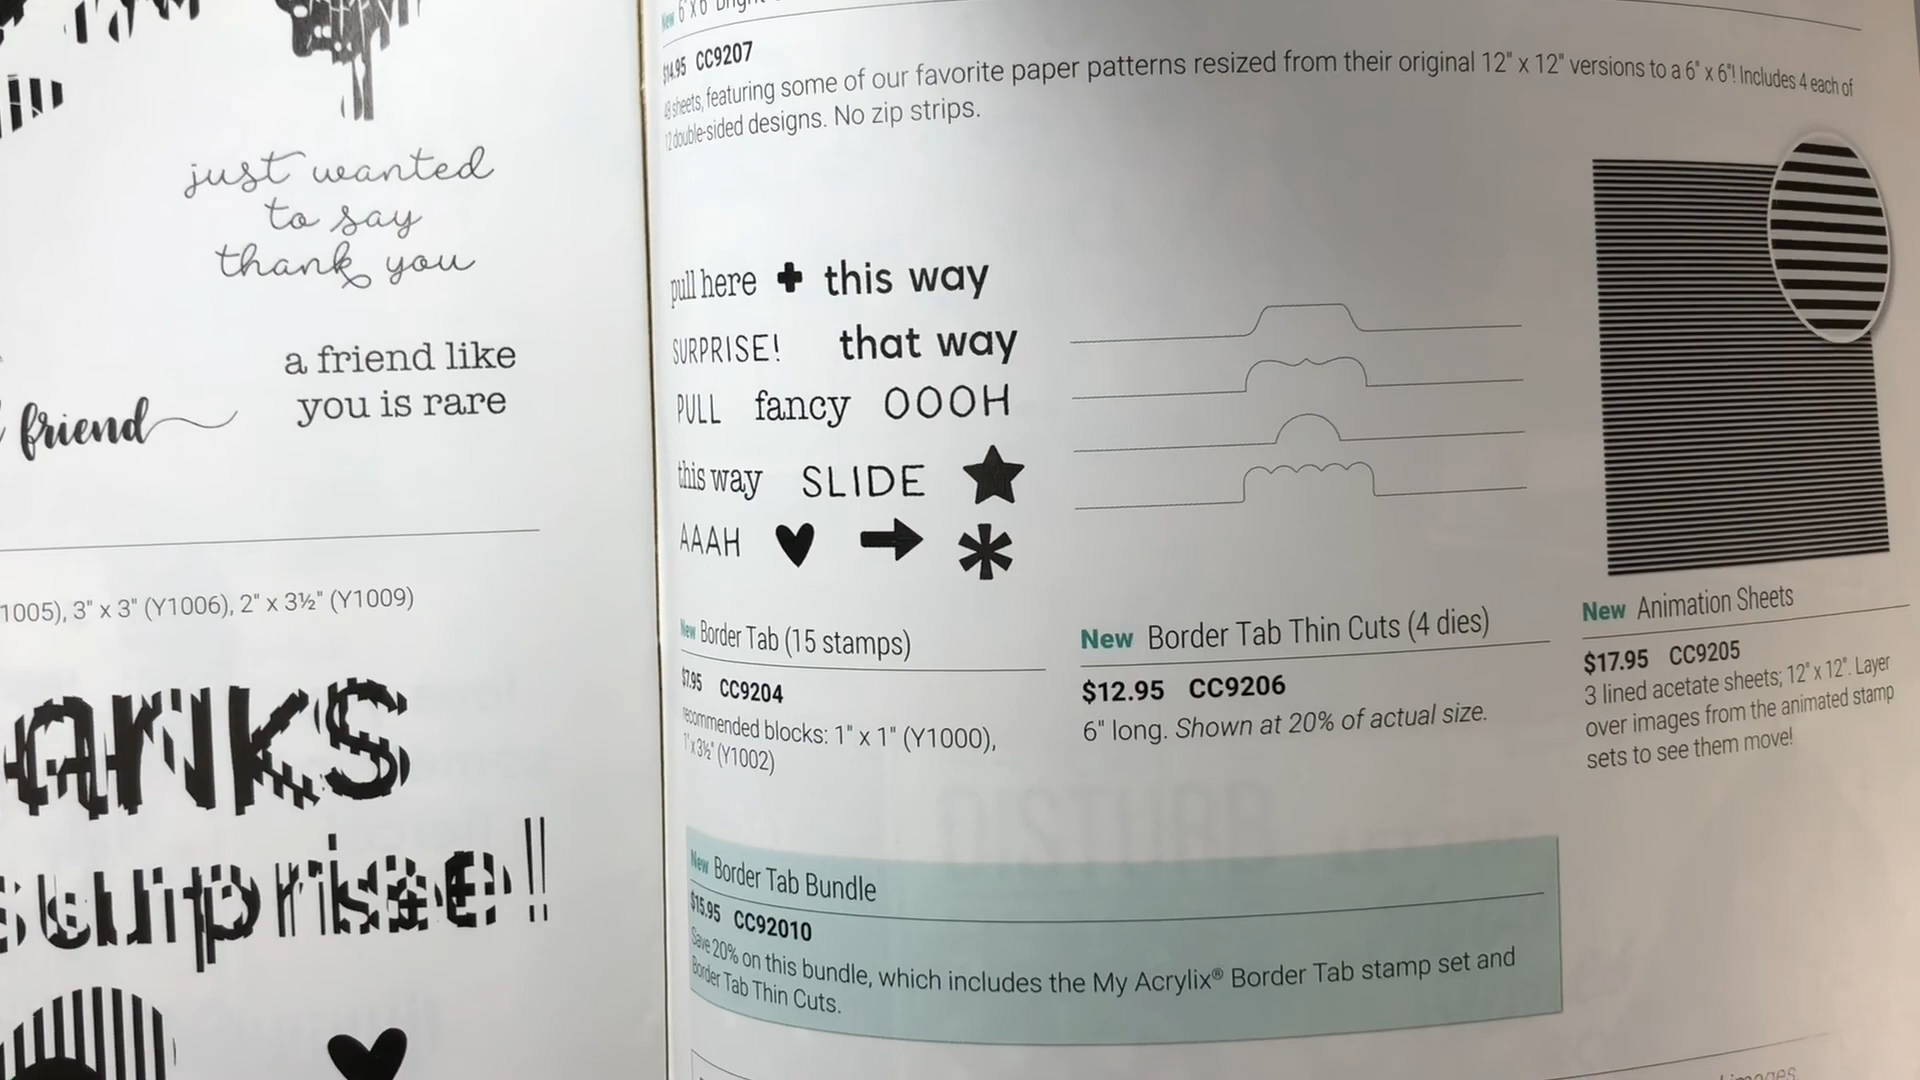 just wanted
to say
thank you
a friend like
you is rare
friend
1005), 3" x 3" (Y1006), 2" x 3½" (Y1009)
surprise!
New 6" x 6"
$14.95 CC9207
48 sheets, featuring some of our favorite paper patterns resized from their original 12" x 12" versions to a 6" x 6"! Includes 4 each of
12 double-sided designs. No zip strips.
pull here + this way
SURPRISE! that way
PULL fancy OOOH
this way SLIDE
AAAH
New Border Tab (15 stamps)
$7.95 CC9204
recommended blocks: 1" x 1" (Y1000),
1" x 3½" (Y1002)
New Border Tab Thin Cuts (4 dies)
$12.95 CC9206
6" long. Shown at 20% of actual size.
New Animation Sheets
$17.95 CC9205
3 lined acetate sheets; 12" x 12". Layer
over images from the animated stamp
sets to see them move!
New Border Tab Bundle
$15.95 CC92010
Save 20% on this bundle, which includes the My Acrylix® Border Tab stamp set and
Border Tab Thin Cuts.